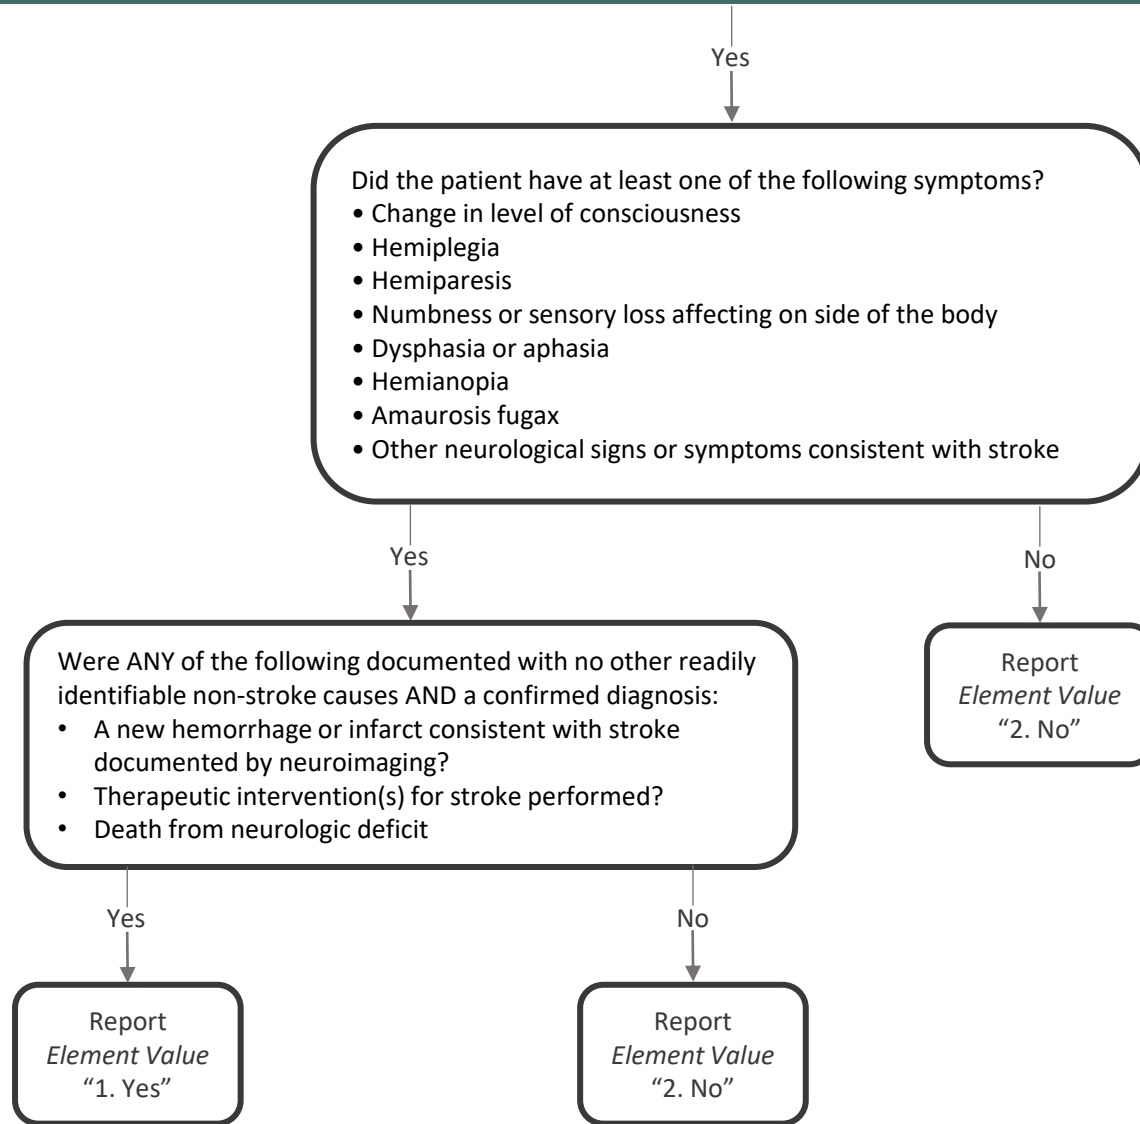 Yes
Did the patient have at least one of the following symptoms?
• Change in level of consciousness
• Hemiplegia
• Hemiparesis
• Numbness or sensory loss affecting on side of the body
• Dysphasia or aphasia
• Hemianopia
• Amaurosis fugax
• Other neurological signs or symptoms consistent with stroke
Yes
No
Were ANY of the following documented with no other readily
identifiable non-stroke causes AND a confirmed diagnosis:
• A new hemorrhage or infarct consistent with stroke
documented by neuroimaging?
• Therapeutic intervention(s) for stroke performed?
• Death from neurologic deficit
Report
Element Value
“2. No”
Yes
No
Report
Element Value
“1. Yes”
Report
Element Value
“2. No”